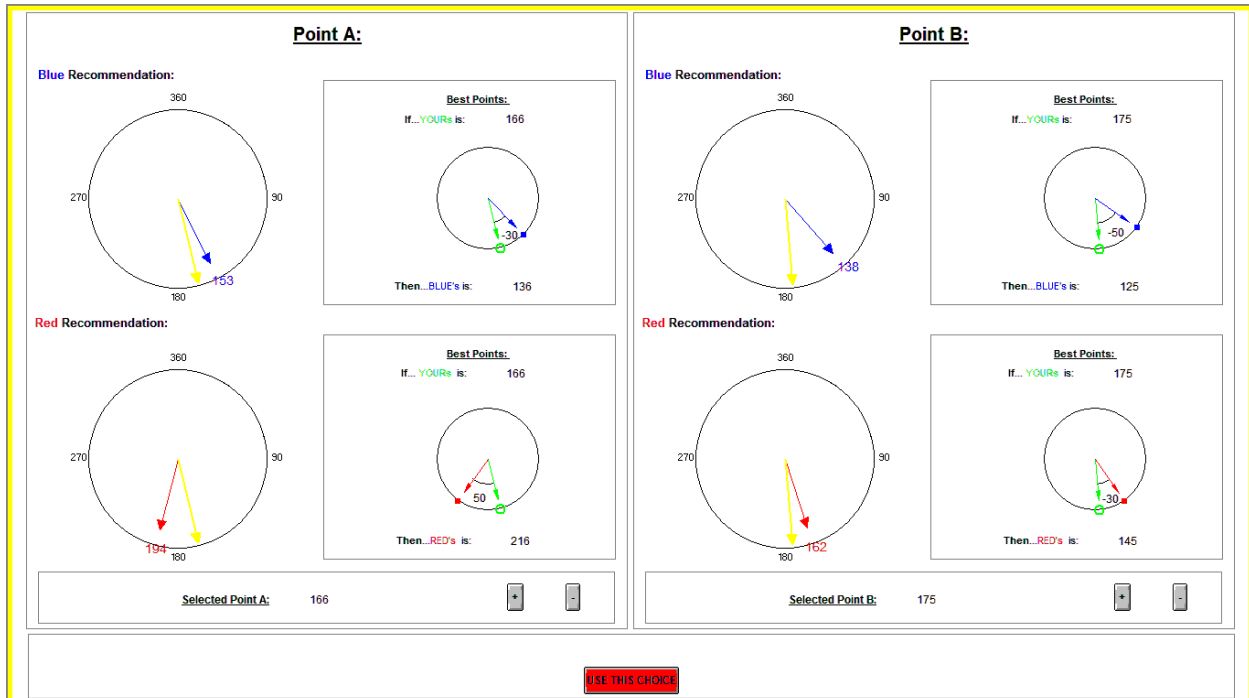 Point A:
Blue Recommendation:
360
270
90
153
180
Best Points:
If...YOURs is: 166
-30
Then...BLUE's is: 136
Red Recommendation:
360
270
90
194
180
Best Points:
If... YOURs is: 166
50
Then...RED's is: 216
Selected Point A: 166
+
-
Point B:
Blue Recommendation:
360
270
90
138
180
Best Points:
If...YOURs is: 175
-50
Then...BLUE's is: 125
Red Recommendation:
360
270
90
162
180
Best Points:
If... YOURs is: 175
-30
Then...RED's is: 145
Selected Point B: 175
+
-
USE THIS CHOICE